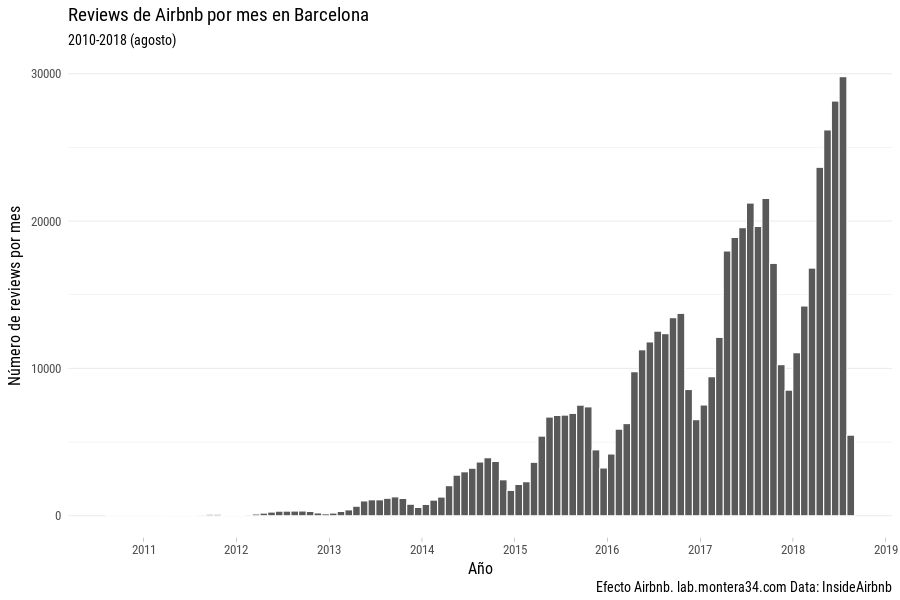 Reviews de Airbnb por mes en Barcelona
2010-2018 (agosto)
Número de reviews por mes
30000
20000
10000
0
2011 2012 2013 2014 2015 2016 2017 2018 2019
Año
Efecto Airbnb. lab.montera34.com Data: InsideAirbnb